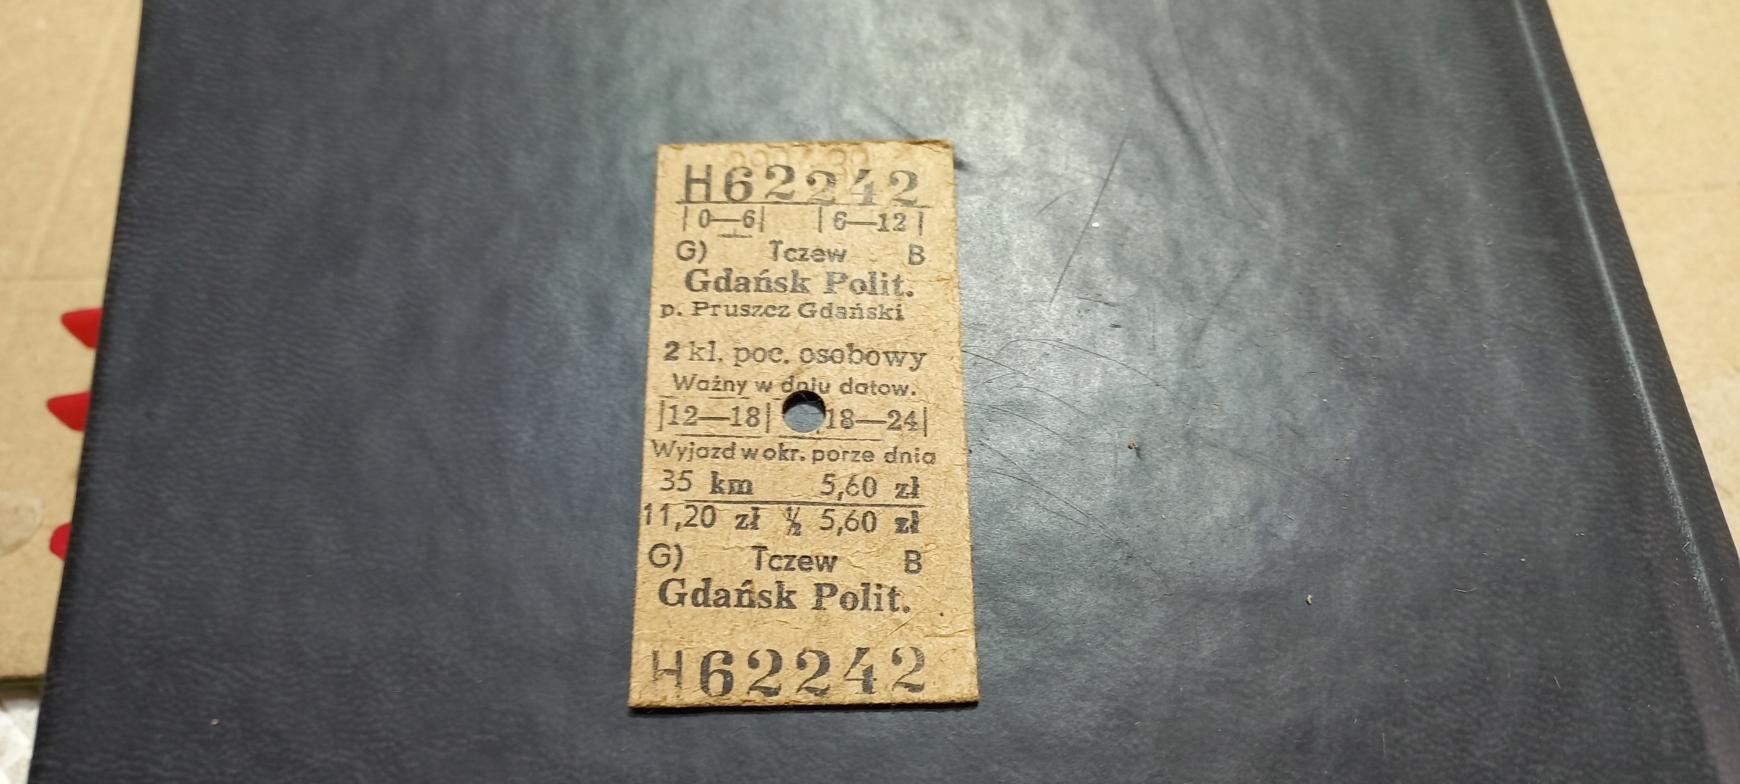 H62242
|0—6| |6—12|
G) Tczew B
Gdańsk Polit.
p. Pruszcz Gdański
2 kl. poc. osobowy
Ważny w dniu datow.
|12—18| 18—24|
Wyjazd w okr. porze dnia
35 km 5,60 zł
11,20 zł ½ 5,60 zł
G) Tczew B
Gdańsk Polit.
H62242